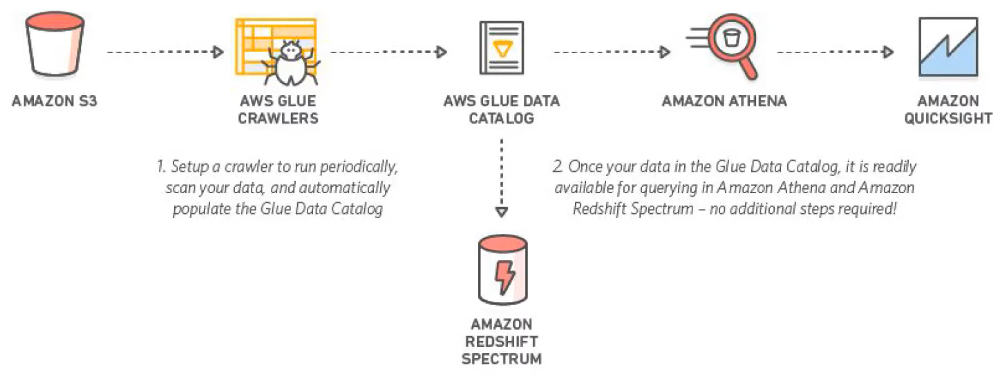 AMAZON S3
AWS GLUE
CRAWLERS
AWS GLUE DATA
CATALOG
AMAZON ATHENA
AMAZON
QUICKSIGHT
1. Setup a crawler to run periodically,
scan your data, and automatically
populate the Glue Data Catalog
2. Once your data in the Glue Data Catalog, it is readily
available for querying in Amazon Athena and Amazon
Redshift Spectrum – no additional steps required!
AMAZON
REDSHIFT
SPECTRUM